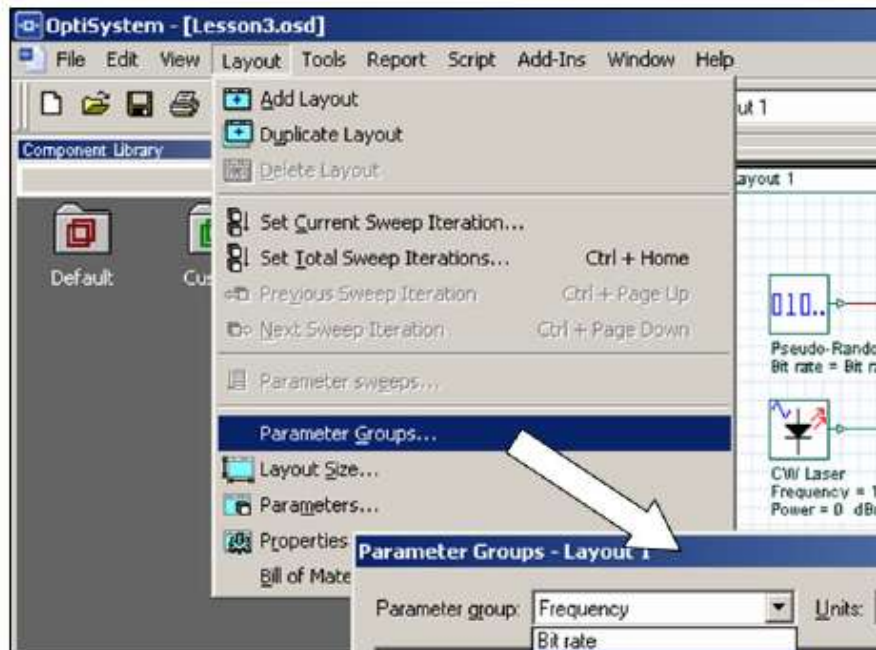 OptiSystem - [Lesson3.osd]
File Edit View Layout Tools Report Script Add-Ins Window Help
Add Layout
Duplicate Layout
Delete Layout
Set Current Sweep Iteration...
Set Total Sweep Iterations... Ctrl + Home
Previous Sweep Iteration Ctrl + Page Up
Next Sweep Iteration Ctrl + Page Down
Parameter sweeps...
Parameter Groups...
Layout Size...
Parameters...
Properties
Bill of Mate
Component Library
Default
Cus
ut 1
ayout 1
010..
Pseudo-Rando
Bit rate = Bit r
CW Laser
Frequency = 1
Power = 0 dB
Parameter Groups - Layout 1
Parameter group: Frequency Units:
Bit rate